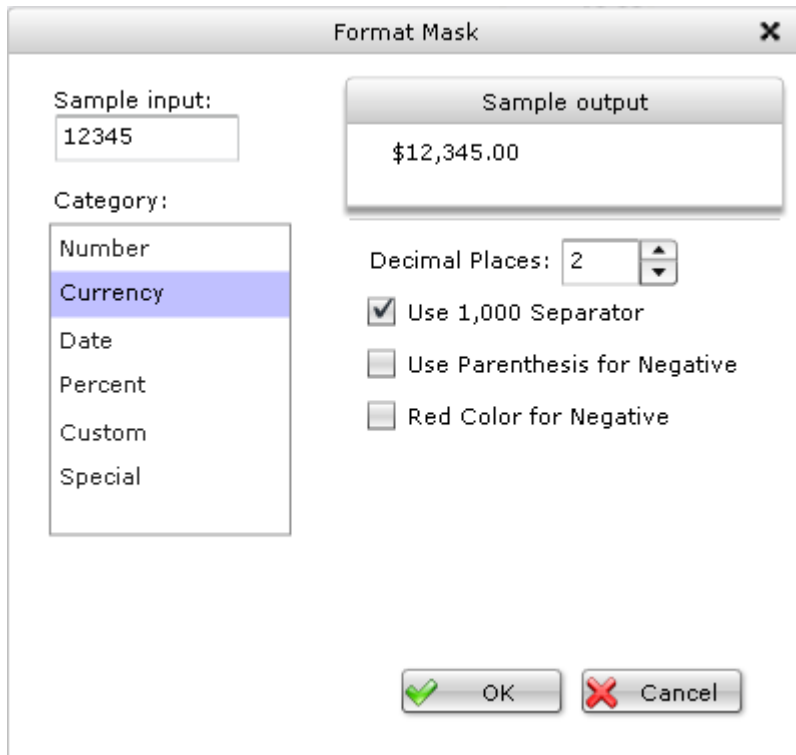 Format Mask
Sample input:
12345
Sample output
$12,345.00
Category:
Number
Currency
Date
Percent
Custom
Special
Decimal Places: 2
Use 1,000 Separator
Use Parenthesis for Negative
Red Color for Negative
OK
Cancel